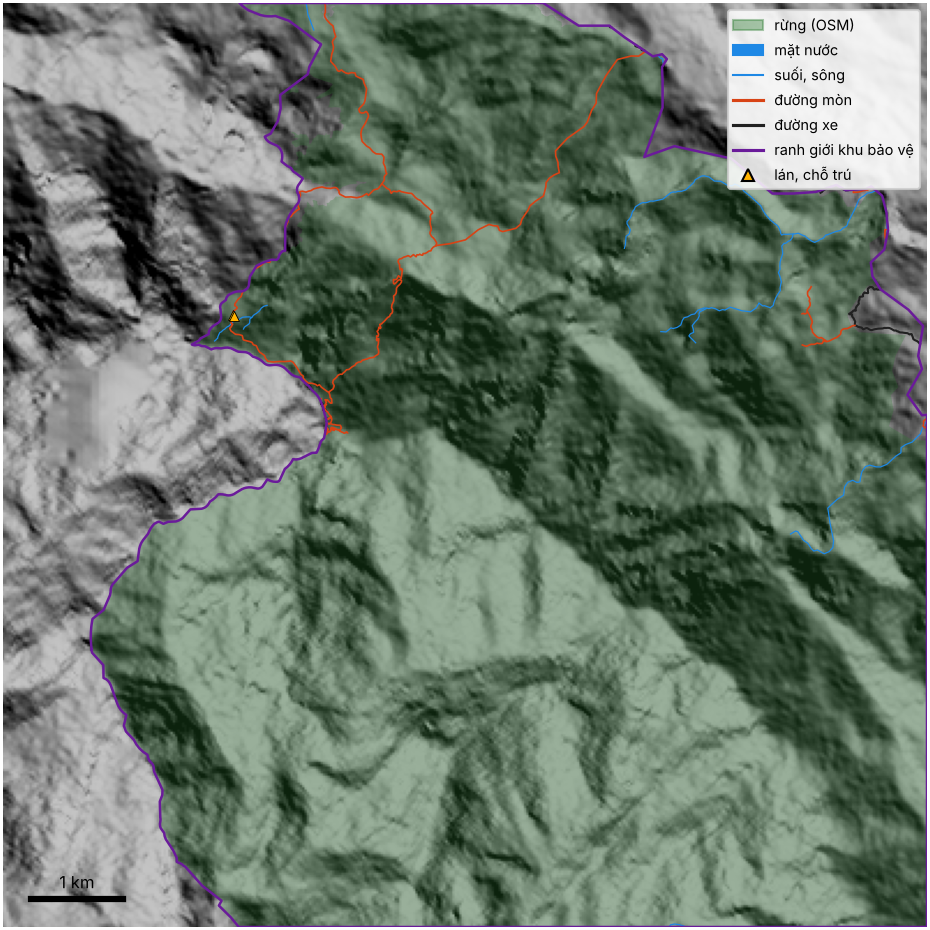 rừng (OSM)
mặt nước
suối, sông
đường mòn
đường xe
ranh giới khu bảo vệ
lán, chỗ trú
1 km